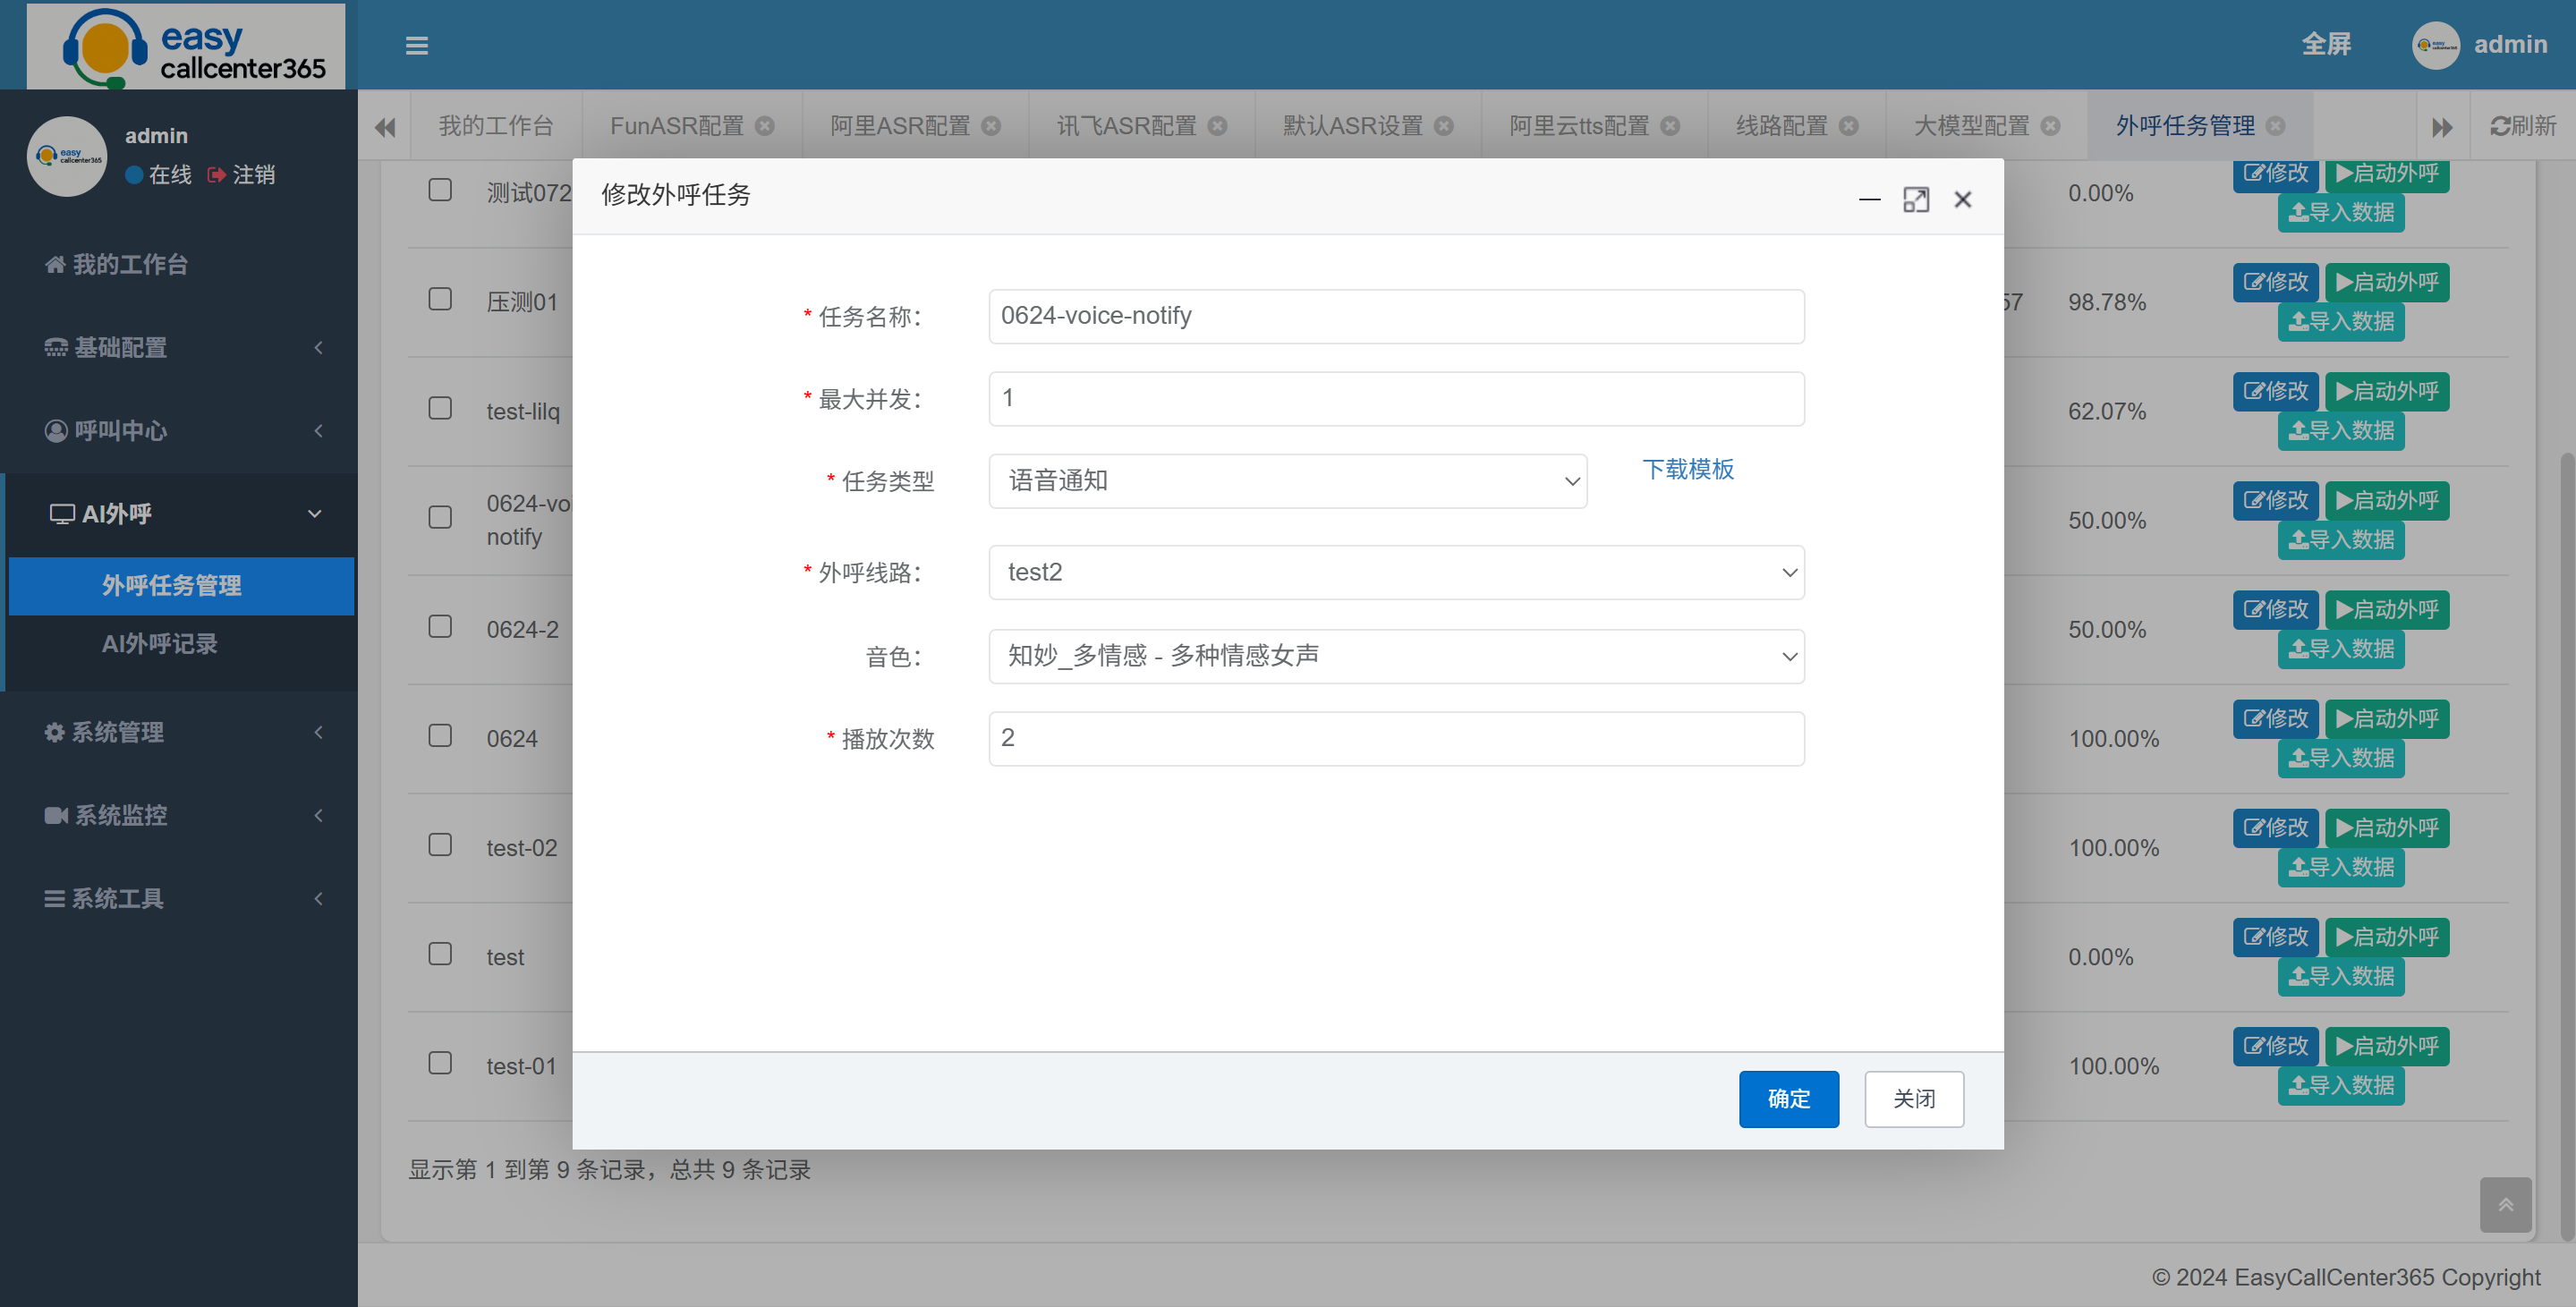 easy
callcenter365
全屏
admin
easy callcenter365
admin
在线 注销
我的工作台
基础配置
呼叫中心
AI外呼
外呼任务管理
AI外呼记录
系统管理
系统监控
系统工具
我的工作台 FunASR配置 阿里ASR配置 讯飞ASR配置 默认ASR设置 阿里云tts配置 线路配置 大模型配置 外呼任务管理 刷新
测试072 0.00% 修改 启动外呼
导入数据
压测01 57 98.78% 修改 启动外呼
导入数据
test-lilq 62.07% 修改 启动外呼
导入数据
0624-vo
notify 50.00% 修改 启动外呼
导入数据
0624-2 50.00% 修改 启动外呼
导入数据
0624 100.00% 修改 启动外呼
导入数据
test-02 100.00% 修改 启动外呼
导入数据
test 0.00% 修改 启动外呼
导入数据
test-01 100.00% 修改 启动外呼
导入数据
显示第 1 到第 9 条记录，总共 9 条记录
修改外呼任务
* 任务名称： 0624-voice-notify
* 最大并发： 1
* 任务类型 语音通知 下载模板
* 外呼线路： test2
音色： 知妙_多情感 - 多种情感女声
* 播放次数 2
确定 关闭
© 2024 EasyCallCenter365 Copyright